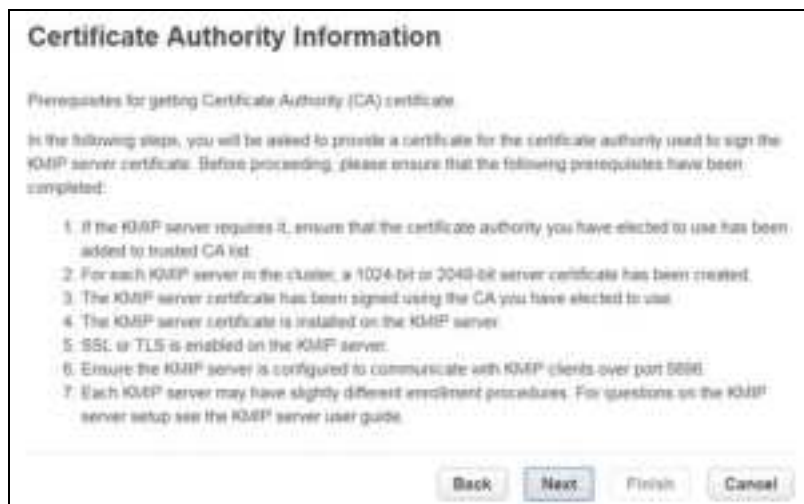 Certificate Authority Information
Prerequisites for getting Certificate Authority (CA) certificate.
In the following steps, you will be asked to provide a certificate for the certificate authority used to sign the
KMIP server certificate. Before proceeding, please ensure that the following prerequisites have been
completed:
1. If the KMIP server requires it, ensure that the certificate authority you have elected to use has been
added to trusted CA list.
2. For each KMIP server in the cluster, a 1024-bit or 2048-bit server certificate has been created.
3. The KMIP server certificate has been signed using the CA you have elected to use.
4. The KMIP server certificate is installed on the KMIP server.
5. SSL or TLS is enabled on the KMIP server.
6. Ensure the KMIP server is configured to communicate with KMIP clients over port 5696.
7. Each KMIP server may have slightly different enrollment procedures. For questions on the KMIP
server setup see the KMIP server user guide.
Back Next Finish Cancel